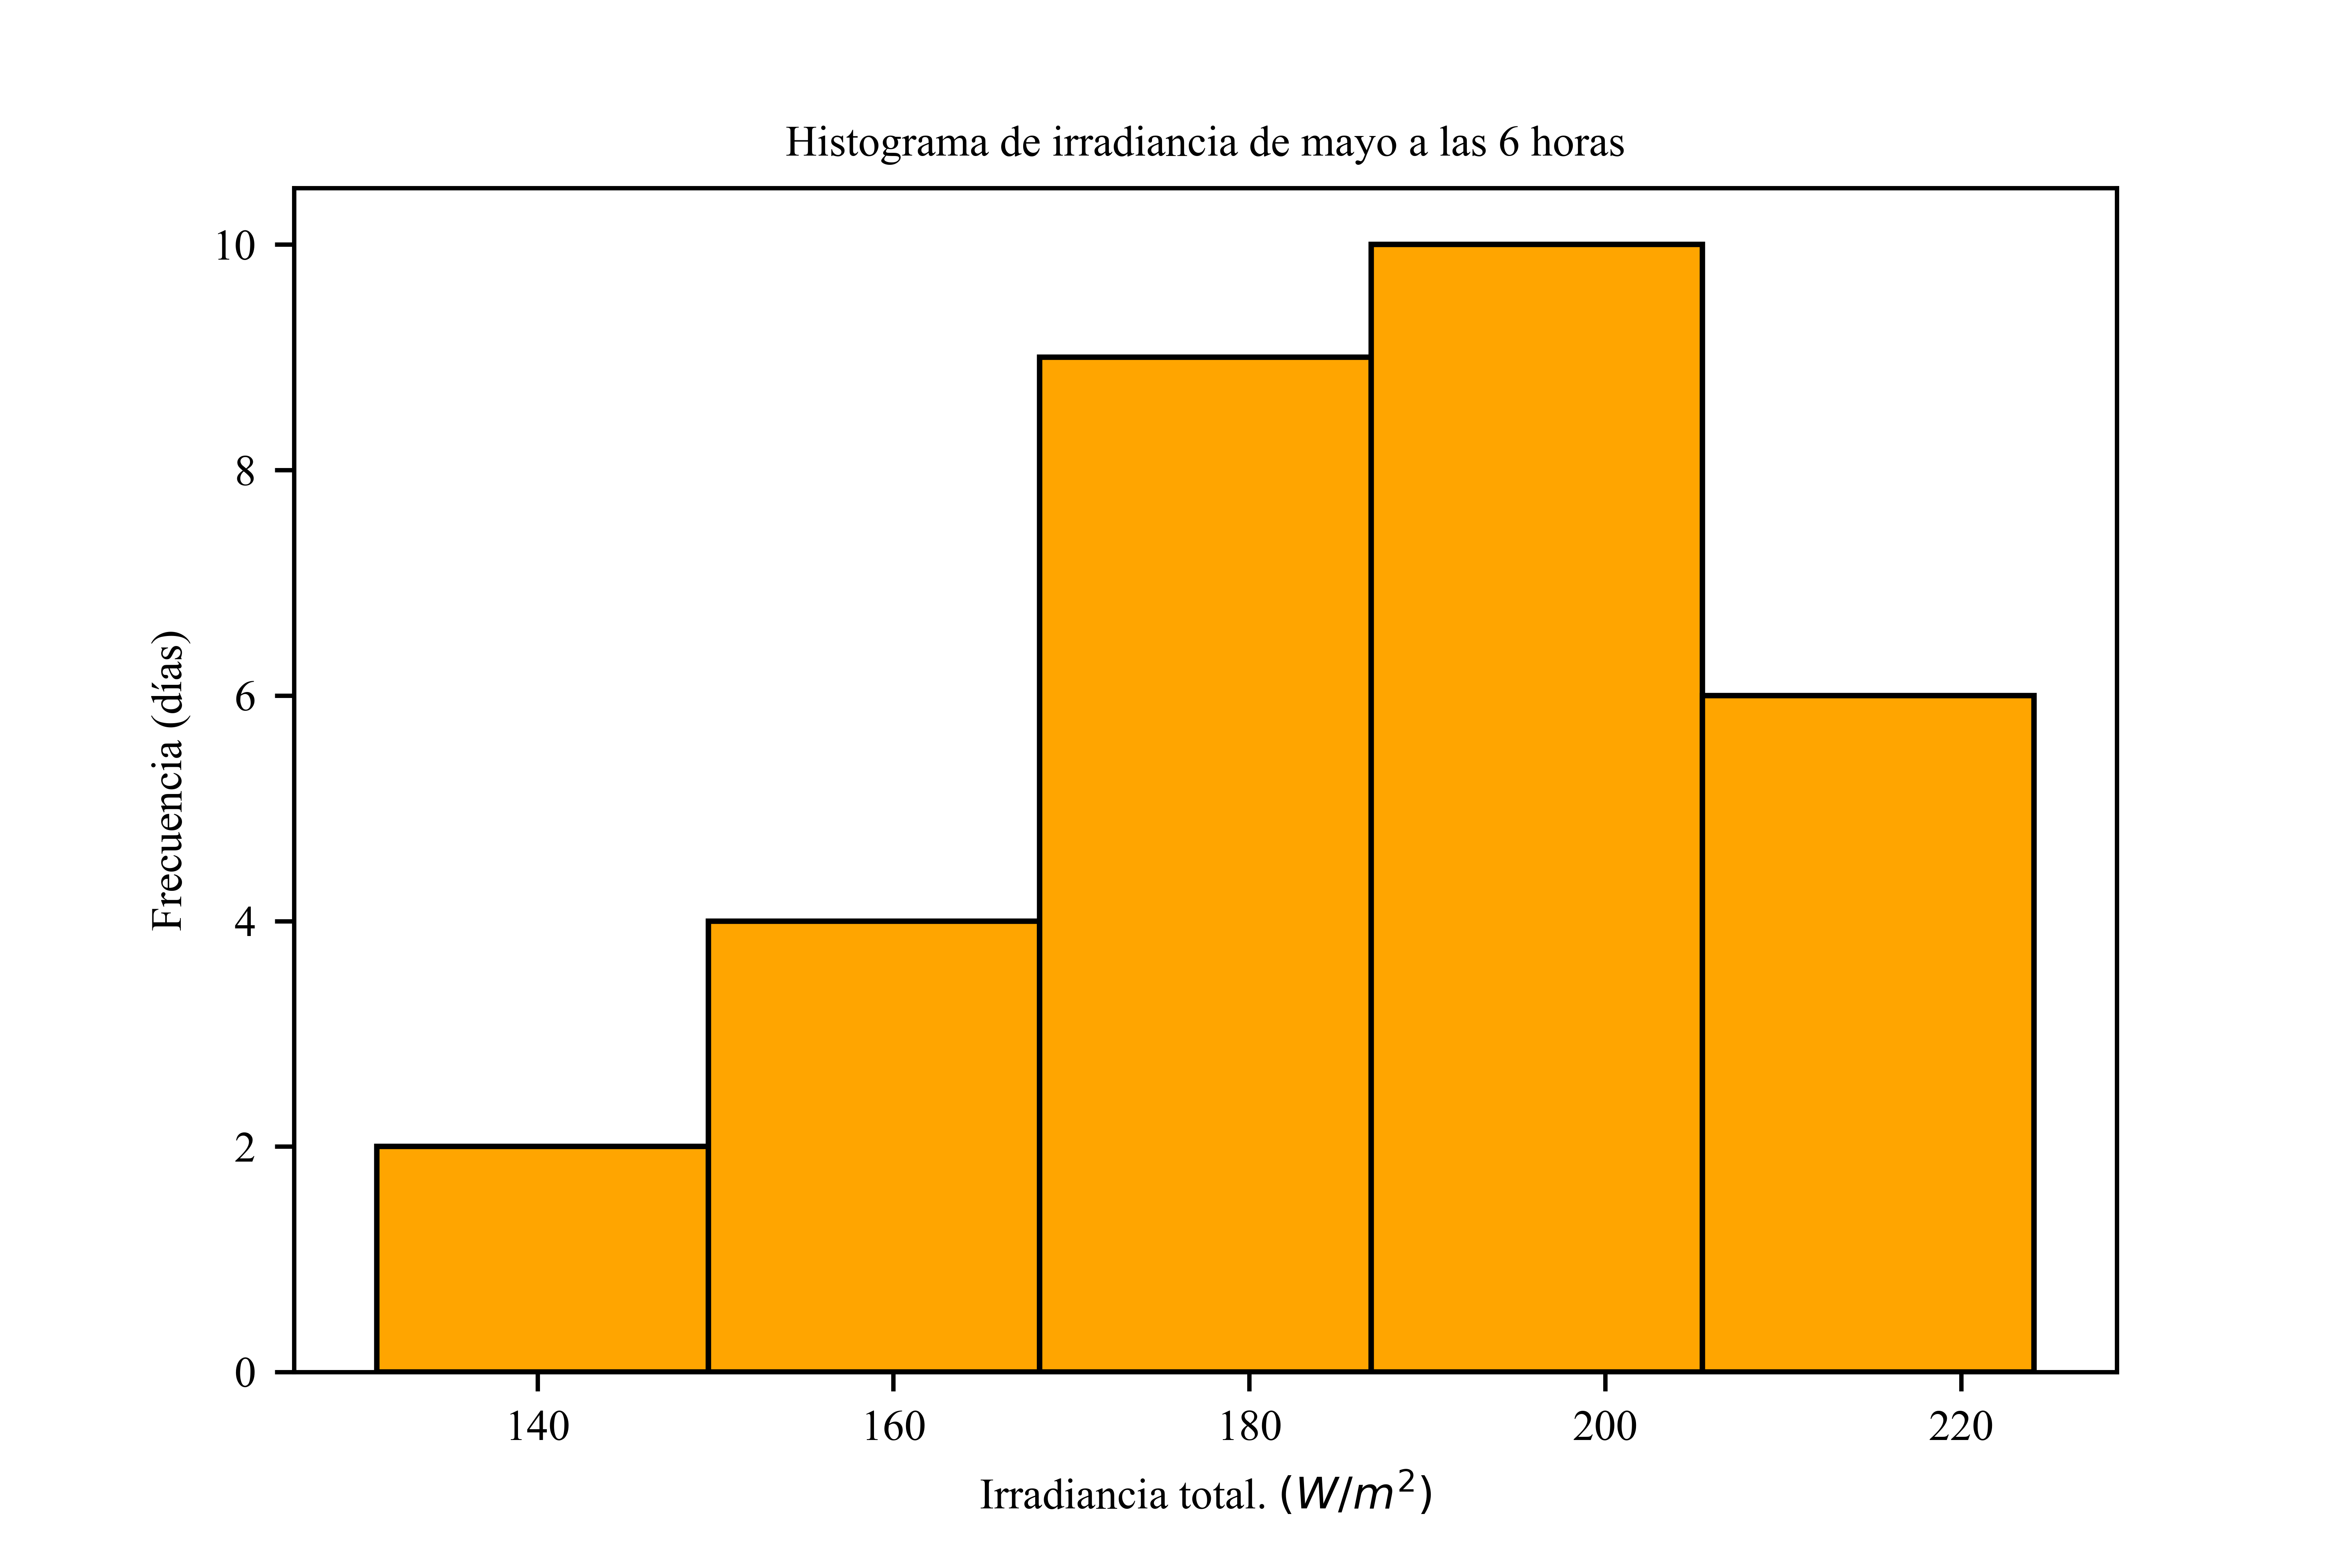 Histograma de irradiancia de mayo a las 6 horas
10
8
6
4
2
0
Frecuencia (días)
140 160 180 200 220
Irradiancia total. (W/m²)